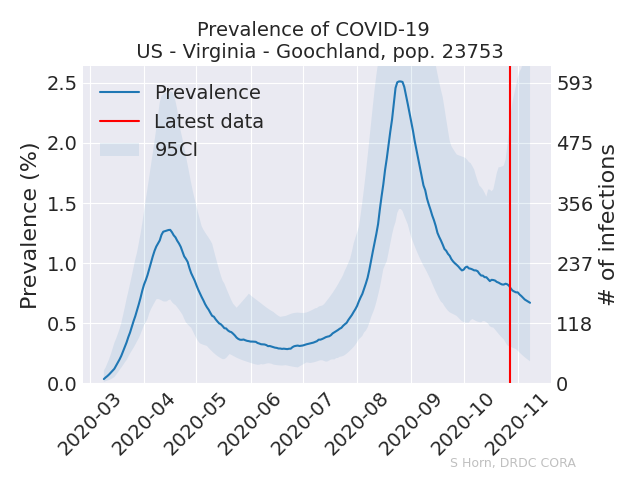 Prevalence of COVID-19
US - Virginia - Goochland, pop. 23753
Prevalence
Latest data
95CI
Prevalence (%)
2.5
2.0
1.5
1.0
0.5
0.0
593
475
356
237
118
0
# of infections
2020-03
2020-04
2020-05
2020-06
2020-07
2020-08
2020-09
2020-10
2020-11
S Horn, DRDC CORA